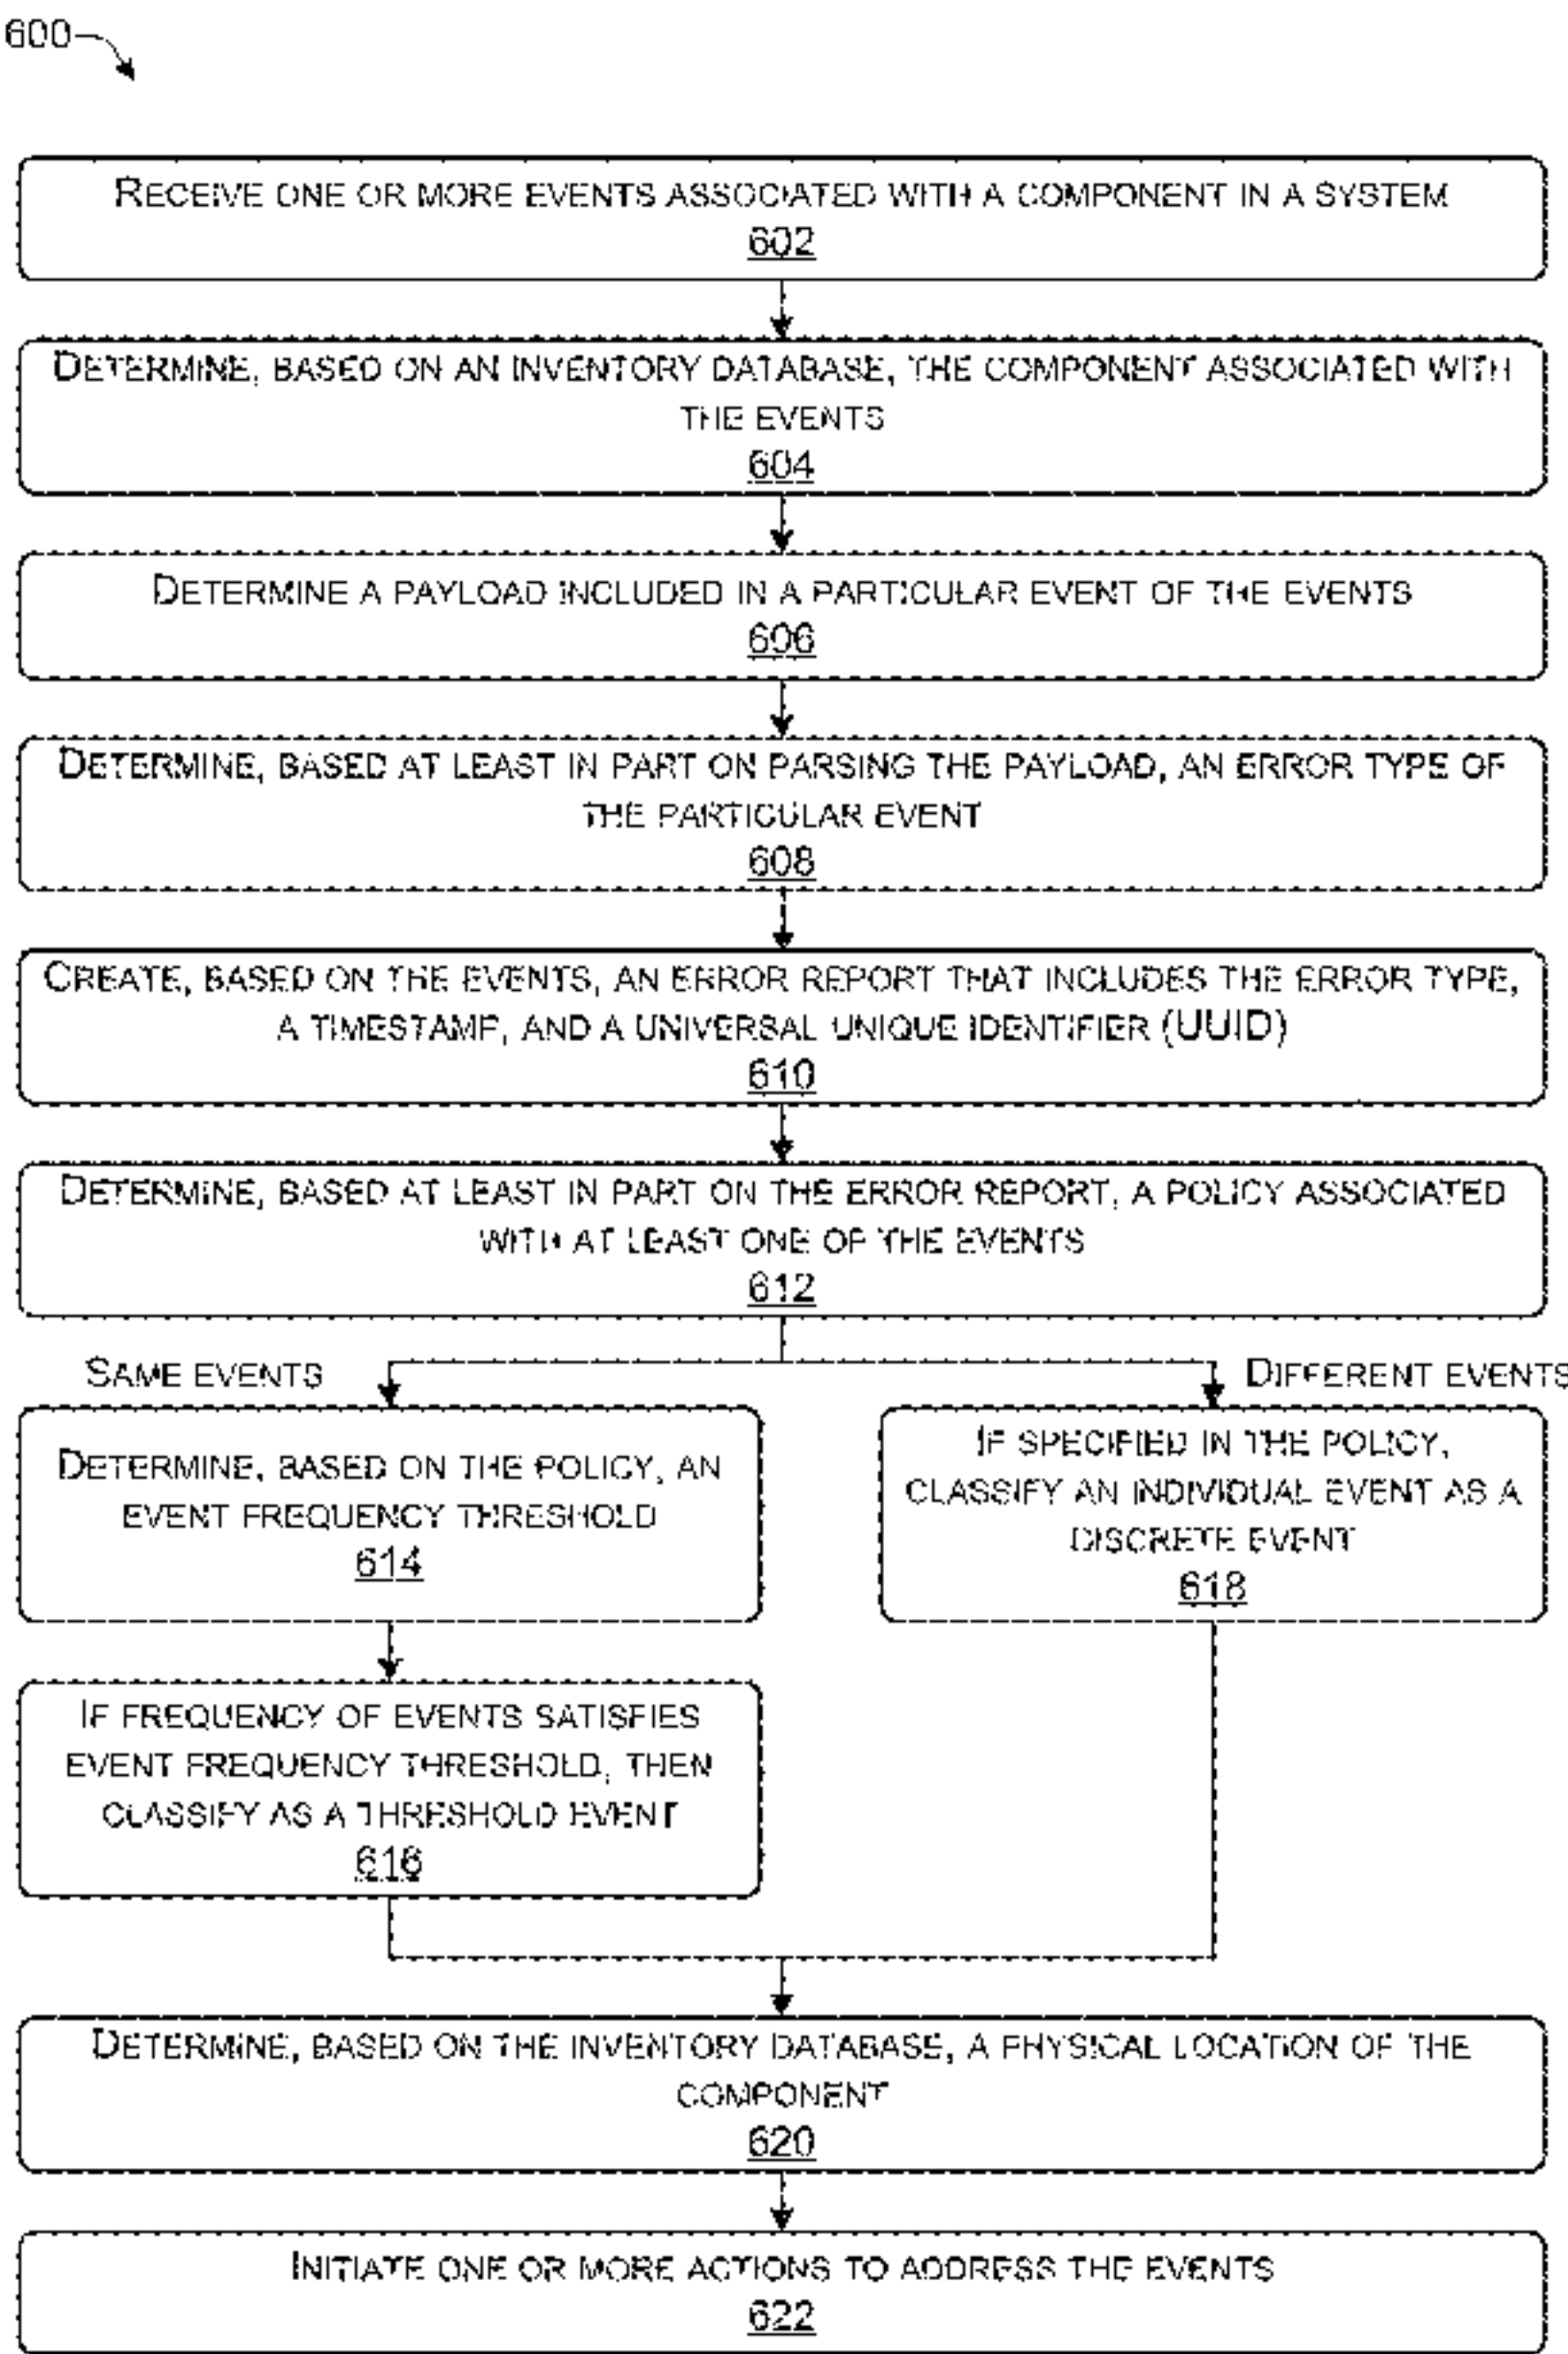 600
RECEIVE ONE OR MORE EVENTS ASSOCIATED WITH A COMPONENT IN A SYSTEM
602
DETERMINE, BASED ON AN INVENTORY DATABASE, THE COMPONENT ASSOCIATED WITH
THE EVENTS
604
DETERMINE A PAYLOAD INCLUDED IN A PARTICULAR EVENT OF THE EVENTS
606
DETERMINE, BASED AT LEAST IN PART ON PARSING THE PAYLOAD, AN ERROR TYPE OF
THE PARTICULAR EVENT
608
CREATE, BASED ON THE EVENTS, AN ERROR REPORT THAT INCLUDES THE ERROR TYPE,
A TIMESTAMP, AND A UNIVERSAL UNIQUE IDENTIFIER (UUID)
610
DETERMINE, BASED AT LEAST IN PART ON THE ERROR REPORT, A POLICY ASSOCIATED
WITH AT LEAST ONE OF THE EVENTS
612
SAME EVENTS
DIFFERENT EVENTS
DETERMINE, BASED ON THE POLICY, AN
EVENT FREQUENCY THRESHOLD
614
IF SPECIFIED IN THE POLICY,
CLASSIFY AN INDIVIDUAL EVENT AS A
DISCRETE EVENT
618
IF FREQUENCY OF EVENTS SATISFIES
EVENT FREQUENCY THRESHOLD, THEN
CLASSIFY AS A THRESHOLD EVENT
616
DETERMINE, BASED ON THE INVENTORY DATABASE, A PHYSICAL LOCATION OF THE
COMPONENT
620
INITIATE ONE OR MORE ACTIONS TO ADDRESS THE EVENTS
622